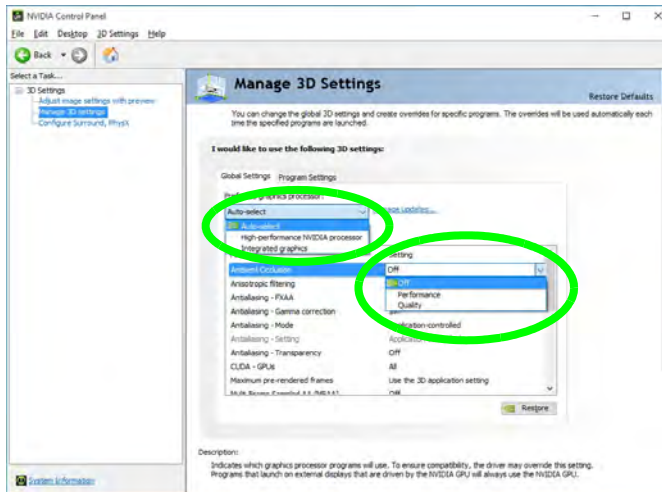 NVIDIA Control Panel
File Edit Desktop 3D Settings Help
Back
Select a Task...
3D Settings
Adjust image settings with preview
Manage 3D settings
Configure Surround, PhysX
System Information
Manage 3D Settings
Restore Defaults
You can change the global 3D settings and create overrides for specific programs. The overrides will be used automatically each
time the specified programs are launched.
I would like to use the following 3D settings:
Global Settings Program Settings
graphics processor:
Auto-select
Auto-select
High-performance NVIDIA processor
Integrated graphics
Setting
Ambient Occlusion Off
Off
Performance
Quality
Anisotropic filtering
Antialiasing - FXAA
Antialiasing - Gamma correction
Antialiasing - Mode Application-controlled
Antialiasing - Setting
Antialiasing - Transparency Off
CUDA - GPUs All
Maximum pre-rendered frames Use the 3D application setting
Off
Restore
Description:
Indicates which graphics processor programs will use. To ensure compatibility, the driver may override this setting.
Programs that launch on external displays that are driven by the NVIDIA GPU will always use the NVIDIA GPU.